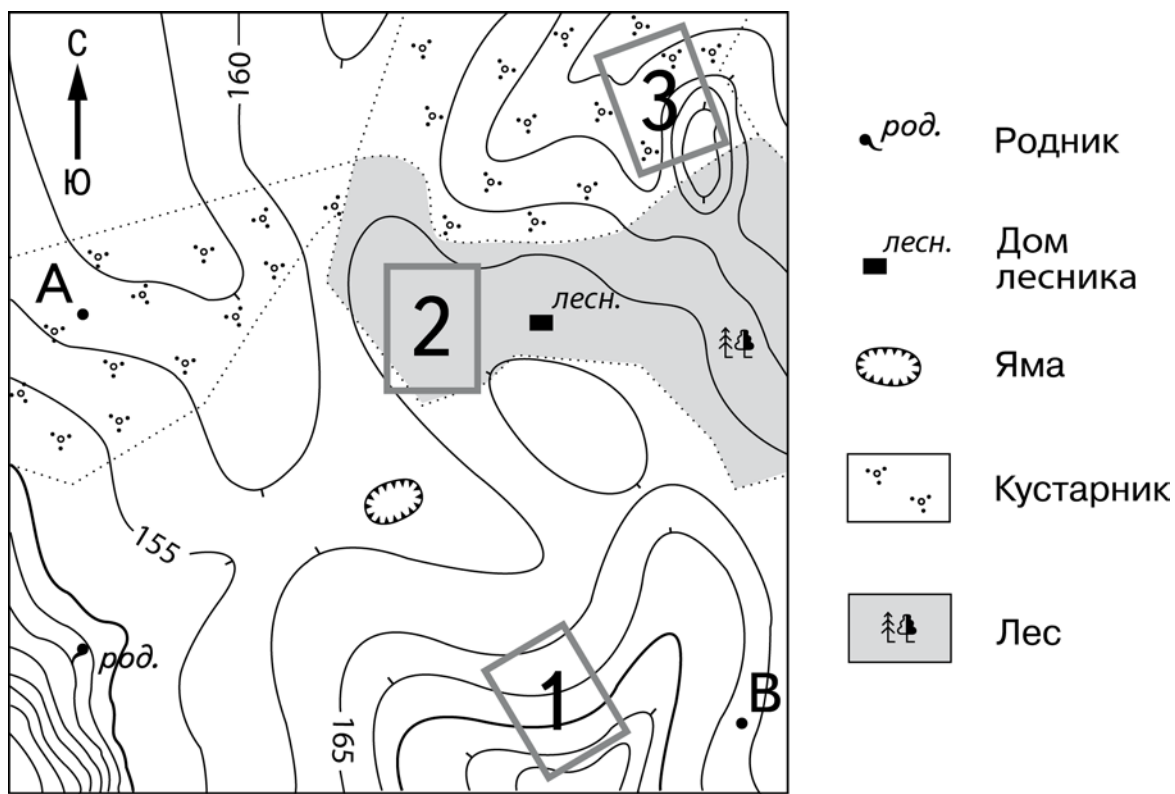 С
Ю
160
3
А
лесн.
2
155
род.
1
165
В
род.
Родник
лесн.
Дом
лесника
Яма
Кустарник
Лес